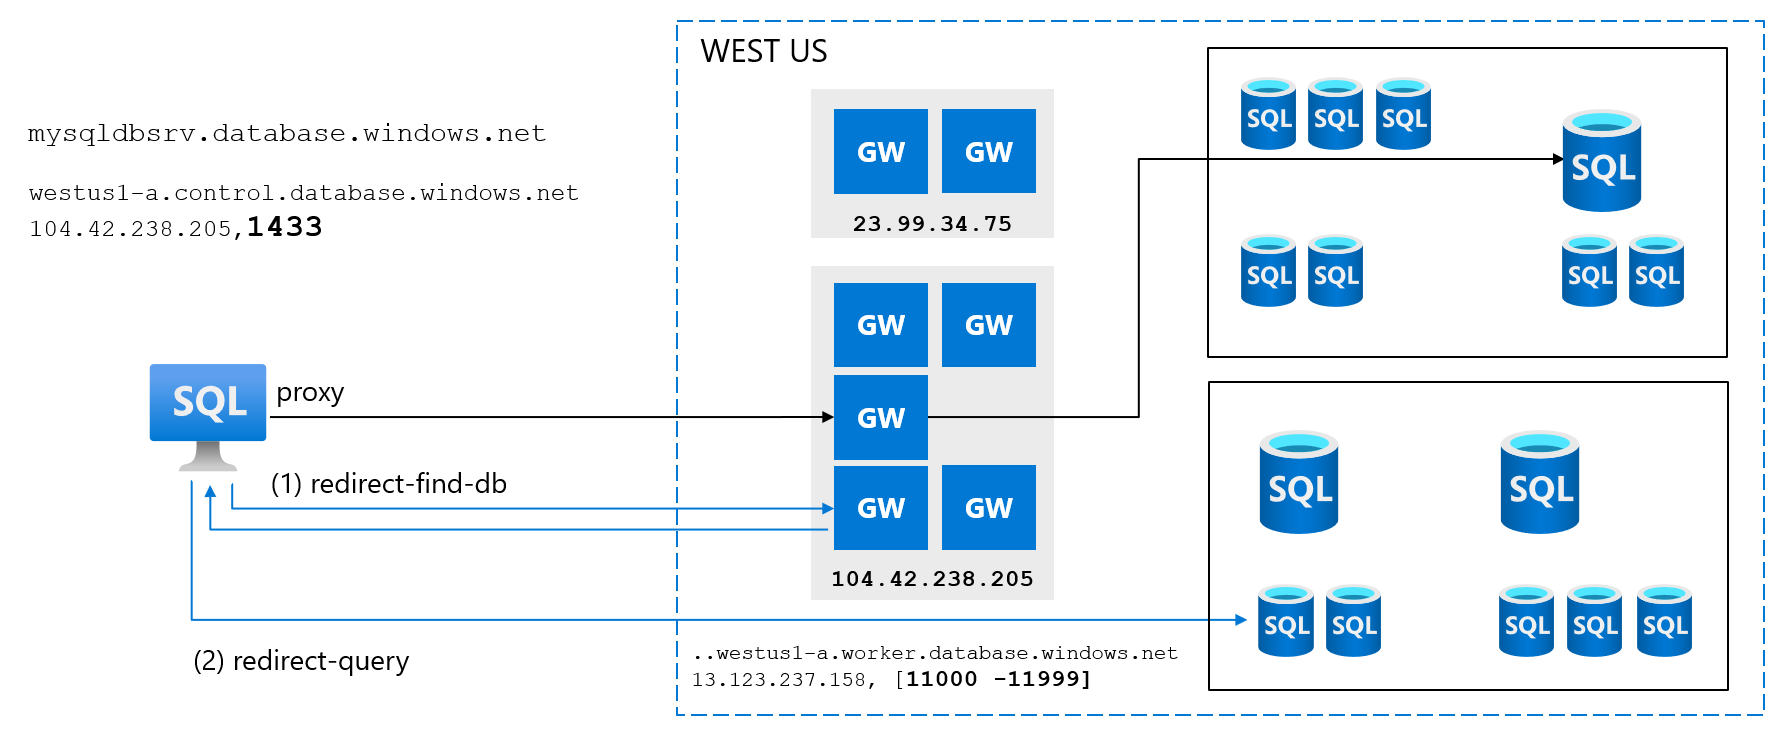 WEST US
mysqldbsrv.database.windows.net
westus1-a.control.database.windows.net
104.42.238.205,1433
GW GW
23.99.34.75
GW GW
GW
GW GW
104.42.238.205
SQL
proxy
(1) redirect-find-db
(2) redirect-query
..westus1-a.worker.database.windows.net
13.123.237.158, [11000 -11999]
SQL SQL SQL
SQL
SQL SQL
SQL SQL
SQL SQL
SQL SQL
SQL SQL SQL